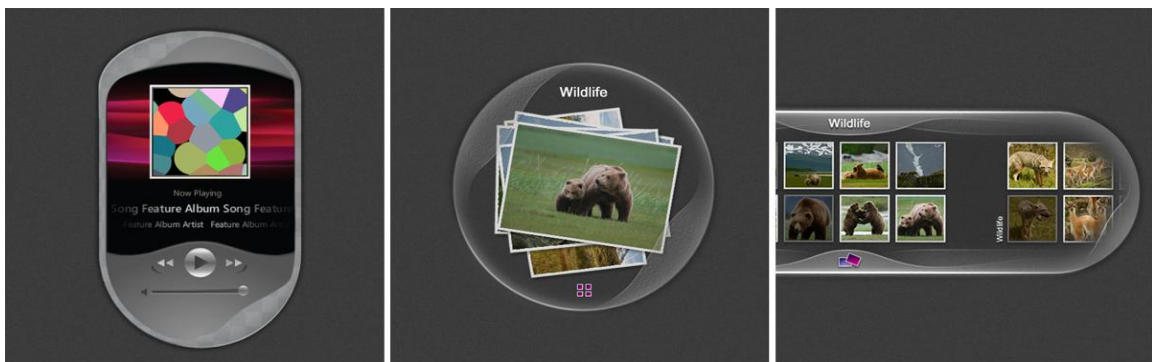 Now Playing
Song Feature Album Song Feature
Feature Album Artist Feature Album Artist
Wildlife
Wildlife
Wildlife